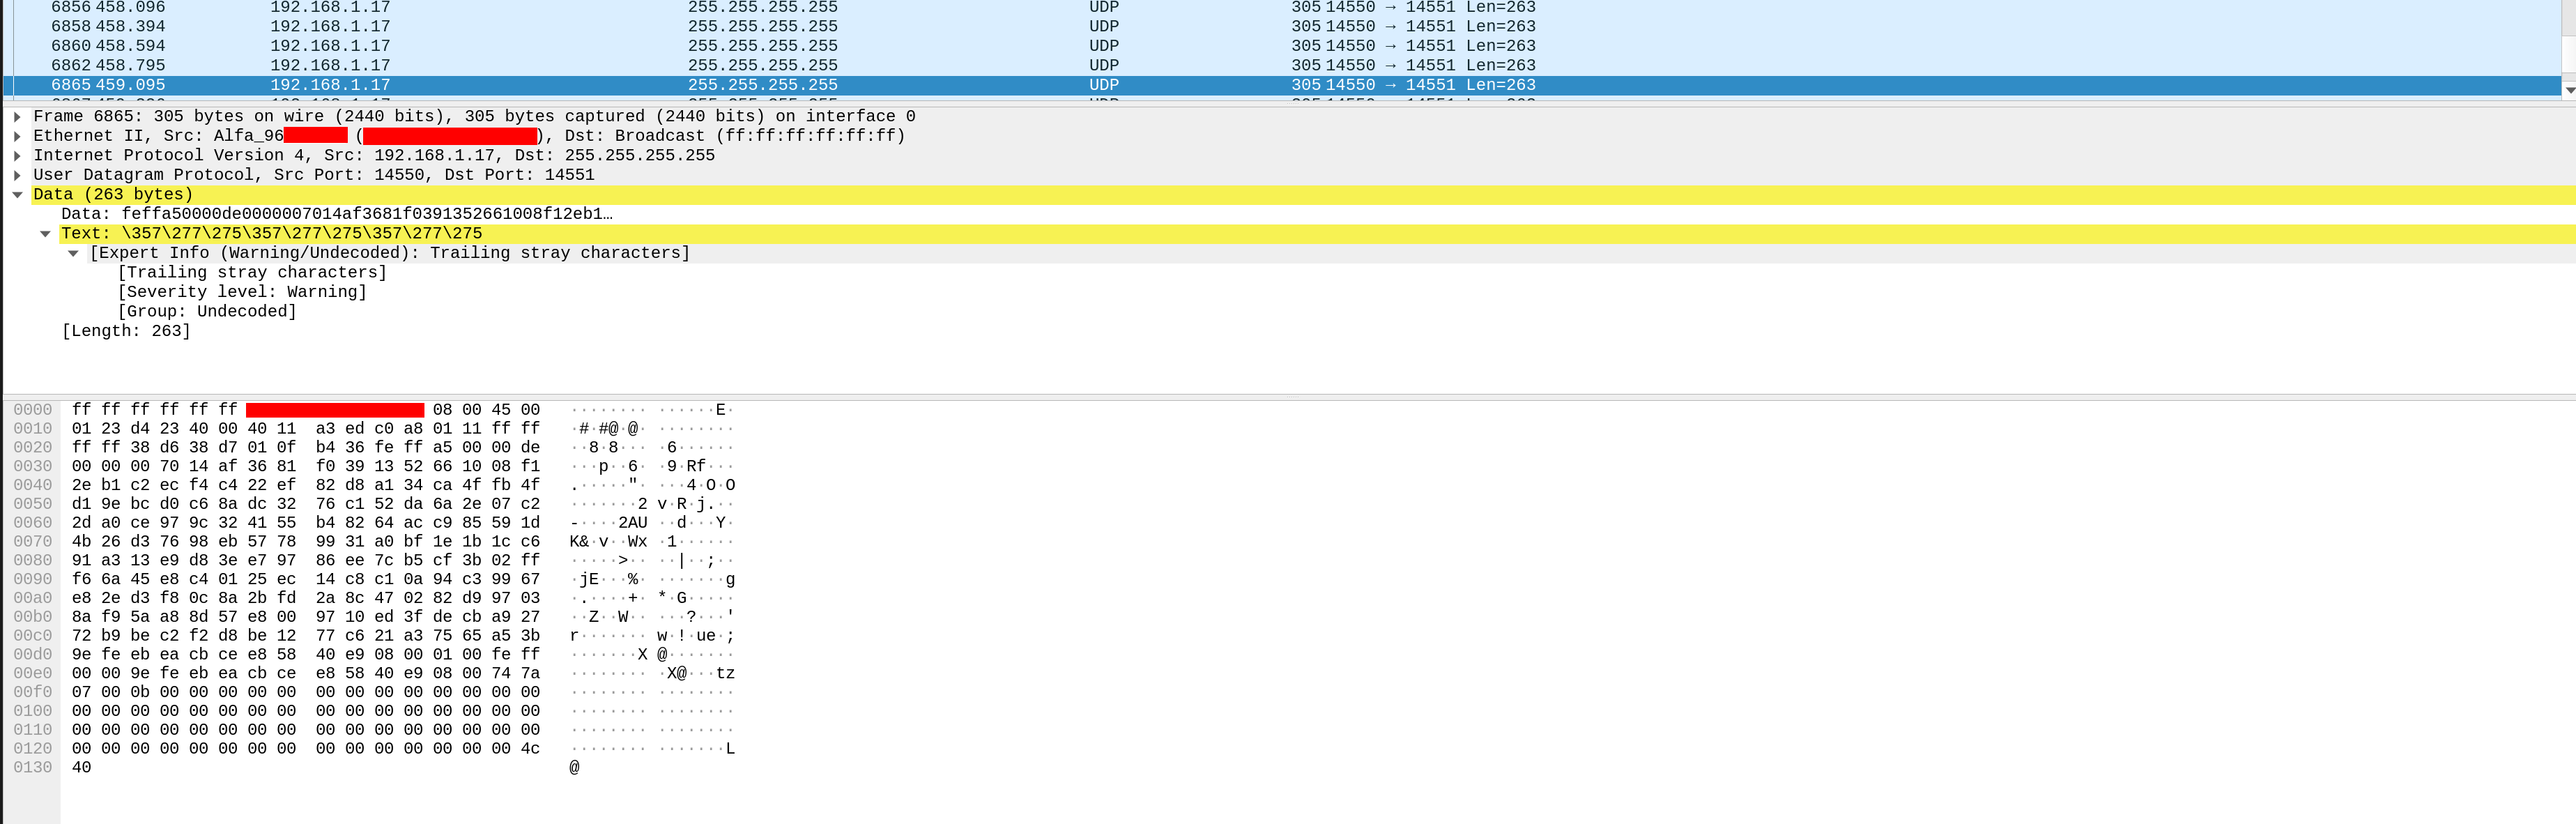 6856 458.096 192.168.1.17 255.255.255.255 UDP 305 14550 → 14551 Len=263
6858 458.394 192.168.1.17 255.255.255.255 UDP 305 14550 → 14551 Len=263
6860 458.594 192.168.1.17 255.255.255.255 UDP 305 14550 → 14551 Len=263
6862 458.795 192.168.1.17 255.255.255.255 UDP 305 14550 → 14551 Len=263
6865 459.095 192.168.1.17 255.255.255.255 UDP 305 14550 → 14551 Len=263
Frame 6865: 305 bytes on wire (2440 bits), 305 bytes captured (2440 bits) on interface 0
Ethernet II, Src: Alfa_96 ( ), Dst: Broadcast (ff:ff:ff:ff:ff:ff)
Internet Protocol Version 4, Src: 192.168.1.17, Dst: 255.255.255.255
User Datagram Protocol, Src Port: 14550, Dst Port: 14551
Data (263 bytes)
Data: feffa50000de0000007014af3681f0391352661008f12eb1…
Text: \357\277\275\357\277\275\357\277\275
[Expert Info (Warning/Undecoded): Trailing stray characters]
[Trailing stray characters]
[Severity level: Warning]
[Group: Undecoded]
[Length: 263]
0000 ff ff ff ff ff ff 08 00 45 00 ········ ······E·
0010 01 23 d4 23 40 00 40 11 a3 ed c0 a8 01 11 ff ff ·#·#@·@· ········
0020 ff ff 38 d6 38 d7 01 0f b4 36 fe ff a5 00 00 de ··8·8··· ·6······
0030 00 00 00 70 14 af 36 81 f0 39 13 52 66 10 08 f1 ···p··6· ·9·Rf···
0040 2e b1 c2 ec f4 c4 22 ef 82 d8 a1 34 ca 4f fb 4f .·····"· ···4·O·O
0050 d1 9e bc d0 c6 8a dc 32 76 c1 52 da 6a 2e 07 c2 ·······2 v·R·j.··
0060 2d a0 ce 97 9c 32 41 55 b4 82 64 ac c9 85 59 1d -····2AU ··d···Y·
0070 4b 26 d3 76 98 eb 57 78 99 31 a0 bf 1e 1b 1c c6 K&·v··Wx ·1······
0080 91 a3 13 e9 d8 3e e7 97 86 ee 7c b5 cf 3b 02 ff ·····>·· ··|··;··
0090 f6 6a 45 e8 c4 01 25 ec 14 c8 c1 0a 94 c3 99 67 ·jE···%· ·······g
00a0 e8 2e d3 f8 0c 8a 2b fd 2a 8c 47 02 82 d9 97 03 ·.····+· *·G·····
00b0 8a f9 5a a8 8d 57 e8 00 97 10 ed 3f de cb a9 27 ··Z··W·· ···?···'
00c0 72 b9 be c2 f2 d8 be 12 77 c6 21 a3 75 65 a5 3b r······· w·!·ue·;
00d0 9e fe eb ea cb ce e8 58 40 e9 08 00 01 00 fe ff ·······X @·······
00e0 00 00 9e fe eb ea cb ce e8 58 40 e9 08 00 74 7a ········ ·X@···tz
00f0 07 00 0b 00 00 00 00 00 00 00 00 00 00 00 00 00 ········ ········
0100 00 00 00 00 00 00 00 00 00 00 00 00 00 00 00 00 ········ ········
0110 00 00 00 00 00 00 00 00 00 00 00 00 00 00 00 00 ········ ········
0120 00 00 00 00 00 00 00 00 00 00 00 00 00 00 00 4c ········ ·······L
0130 40 @